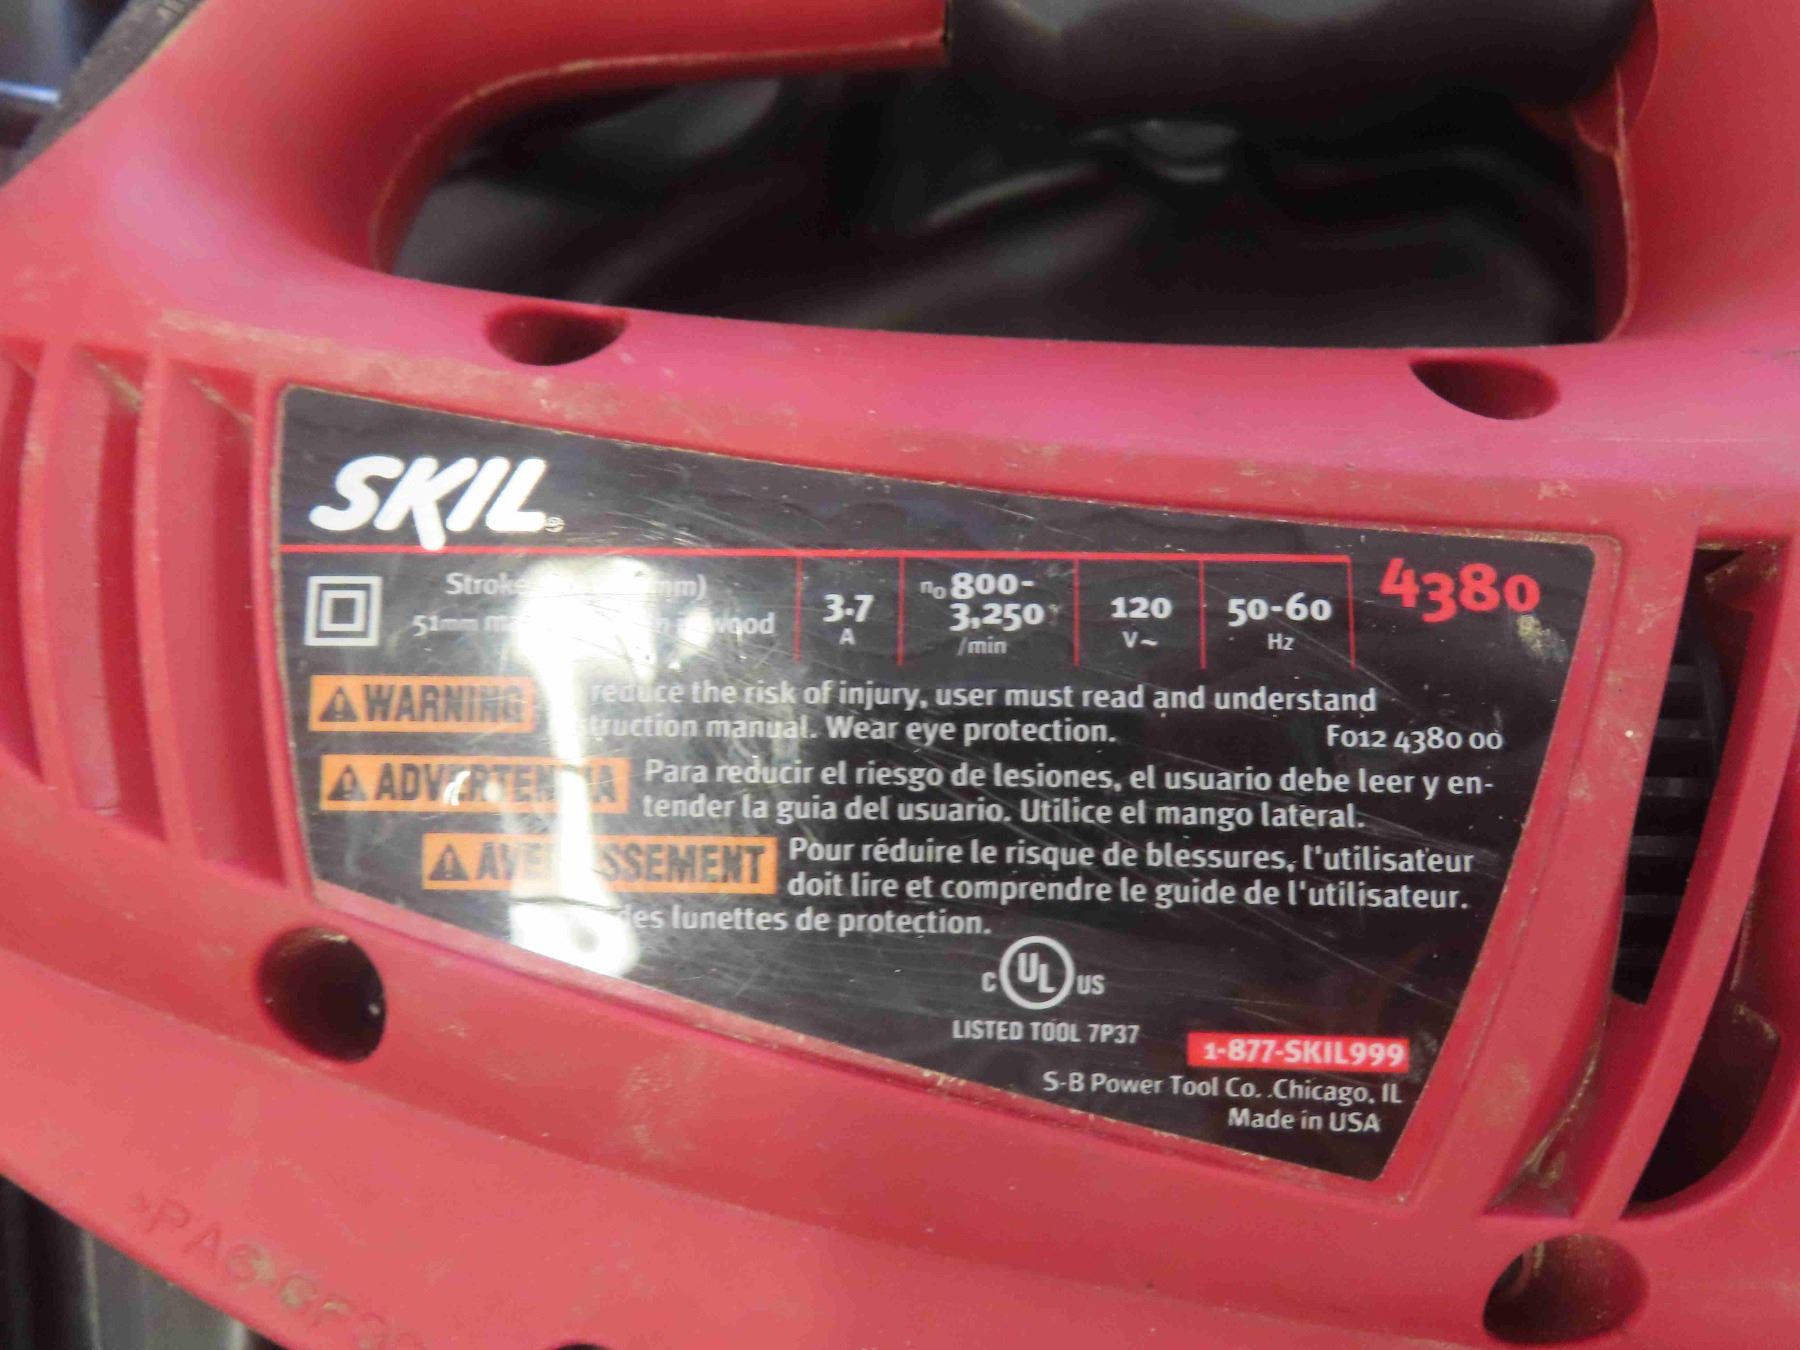 SKIL
4380
Stroke mm)
51mm wood
3.7
A
no 800-
3,250
/min
120
V~
50-60
Hz
WARNING reduce the risk of injury, user must read and understand
manual. Wear eye protection.
F012 4380 00
ADVERTENCIA Para reducir el riesgo de lesiones, el usuario debe leer y en-
tender la guia del usuario. Utilice el mango lateral.
AVERTISSEMENT Pour réduire le risque de blessures, l'utilisateur
doit lire et comprendre le guide de l'utilisateur.
des lunettes de protection.
C UL US
LISTED TOOL 7P37
1-877-SKIL999
S-B Power Tool Co. Chicago, IL
Made in USA